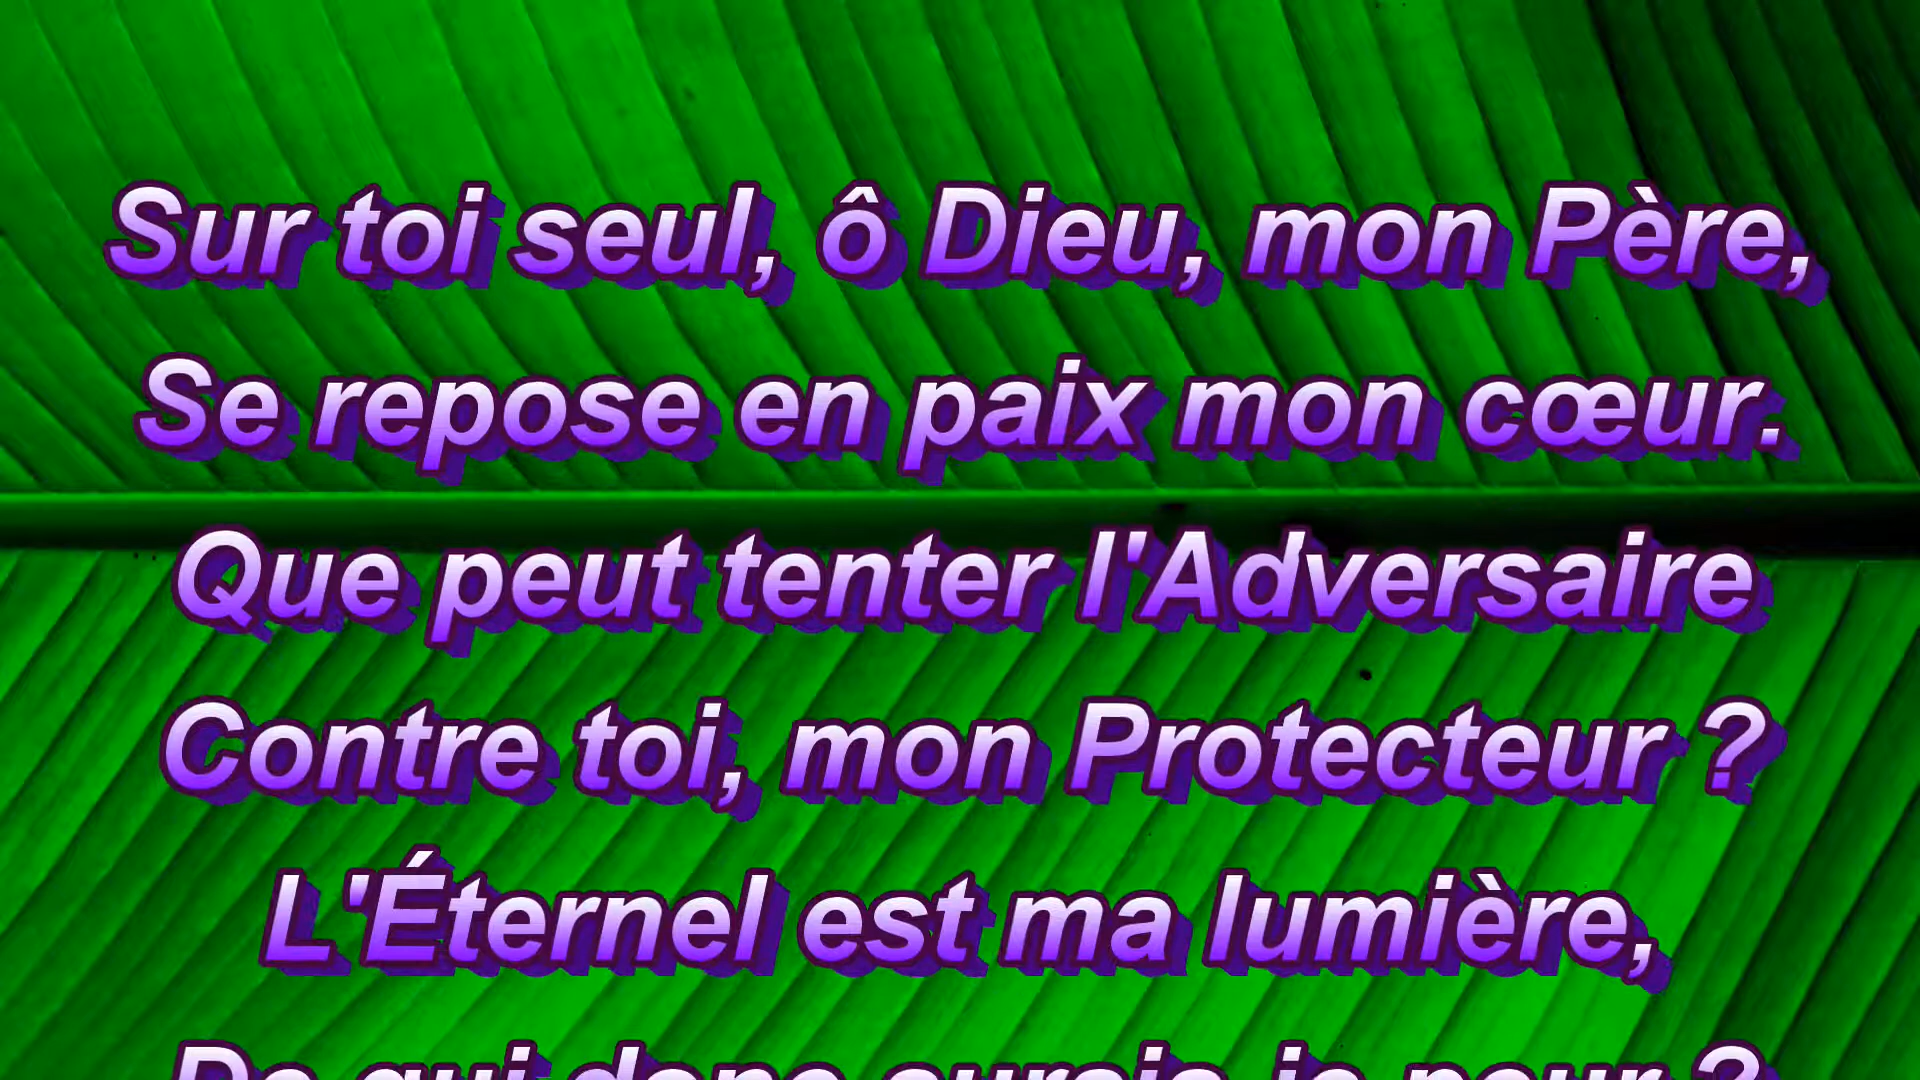 Sur toi seul, ô Dieu, mon Père,
Se repose en paix mon cœur.
Que peut tenter l'Adversaire
Contre toi, mon Protecteur ?
L'Éternel est ma lumière,
De qui donc aurais-je peur ?